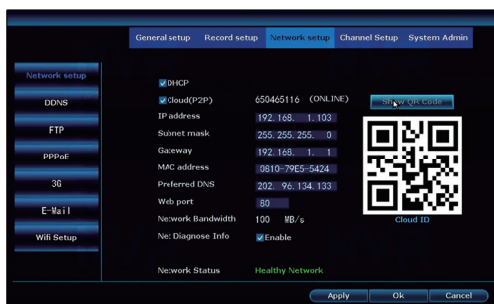 General setup Record setup Network setup Channel Setup System Admin
Network setup
DDNS
FTP
PPPoE
3G
E-Mail
Wifi Setup
DHCP
Cloud(P2P) 650465116 (ONLINE) Show QR Code
IP address 192. 168. 1. 103
Subnet mask 255. 255. 255. 0
Gateway 192. 168. 1. 1
MAC address 0810-79E5-5424
Preferred DNS 202. 96. 134. 133
Web port 80
Network Bandwidth 100 MB/s
Cloud ID
Net Diagnose Info Enable
Network Status Healthy Network
Apply Ok Cancel